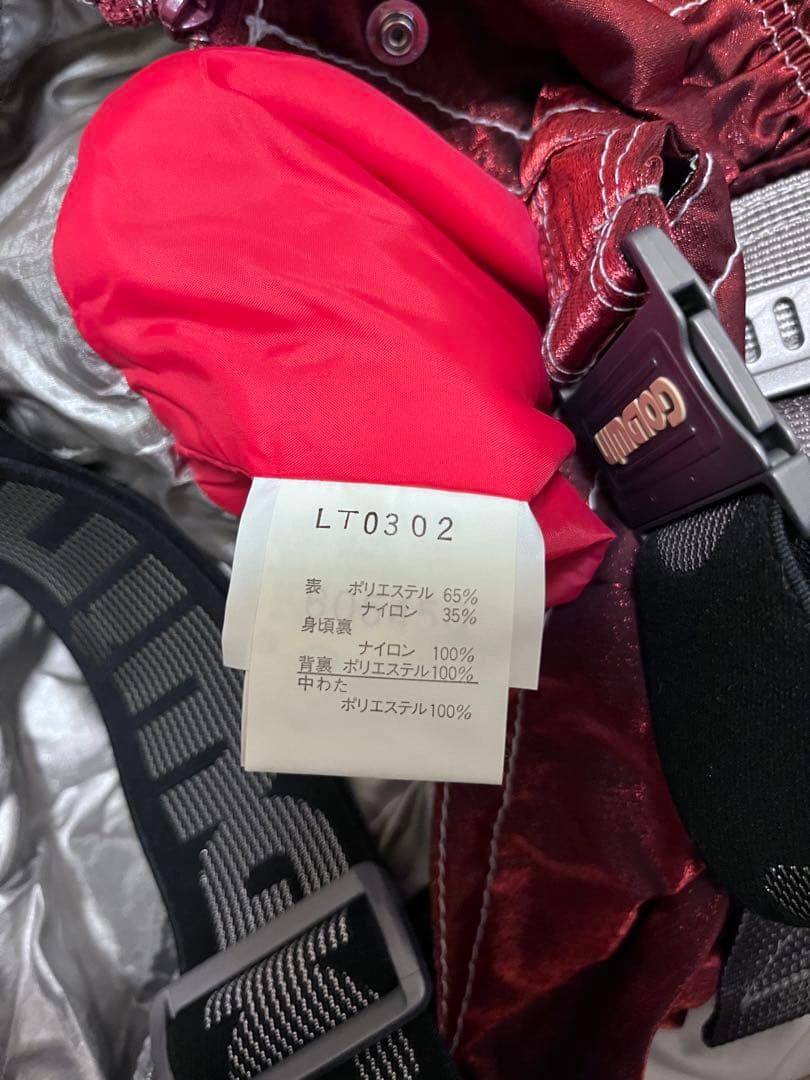 GOLDWIN
LT0302
表 ポリエステル 65%
ナイロン 35%
身頃裏
ナイロン 100%
背裏 ポリエステル100%
中わた
ポリエステル100%